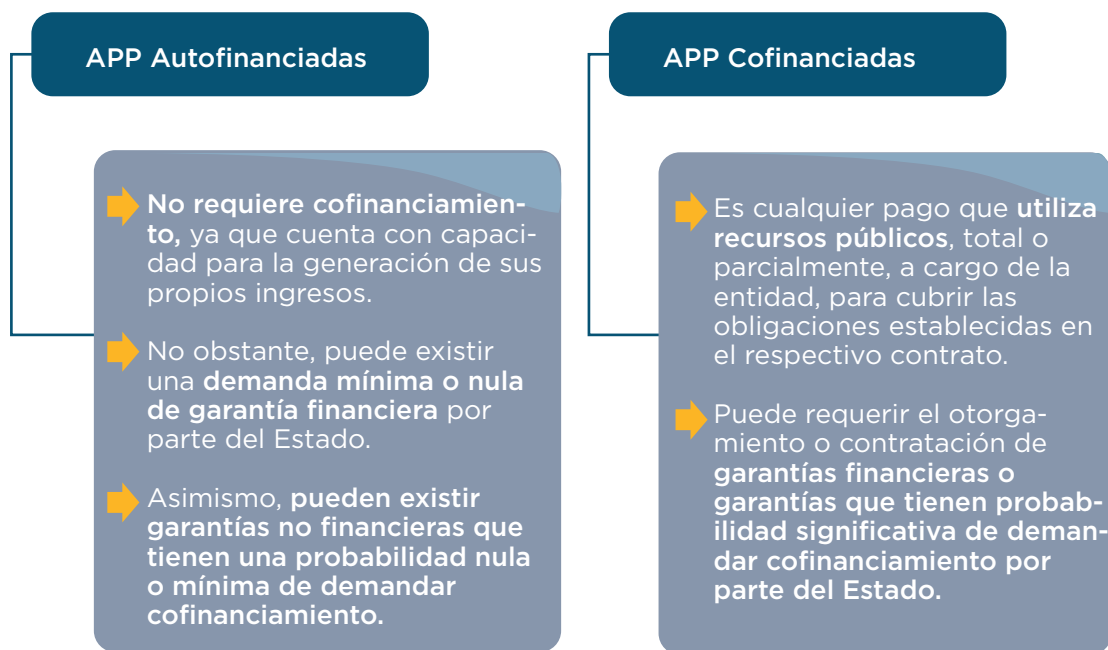 APP Autofinanciadas
No requiere cofinanciamien-
to, ya que cuenta con capaci-
dad para la generación de sus
propios ingresos.
No obstante, puede existir
una demanda mínima o nula
de garantía financiera por
parte del Estado.
Asimismo, pueden existir
garantías no financieras que
tienen una probabilidad nula
o mínima de demandar
cofinanciamiento.
APP Cofinanciadas
Es cualquier pago que utiliza
recursos públicos, total o
parcialmente, a cargo de la
entidad, para cubrir las
obligaciones establecidas en
el respectivo contrato.
Puede requerir el otorga-
miento o contratación de
garantías financieras o
garantías que tienen probab-
ilidad significativa de deman-
dar cofinanciamiento por
parte del Estado.